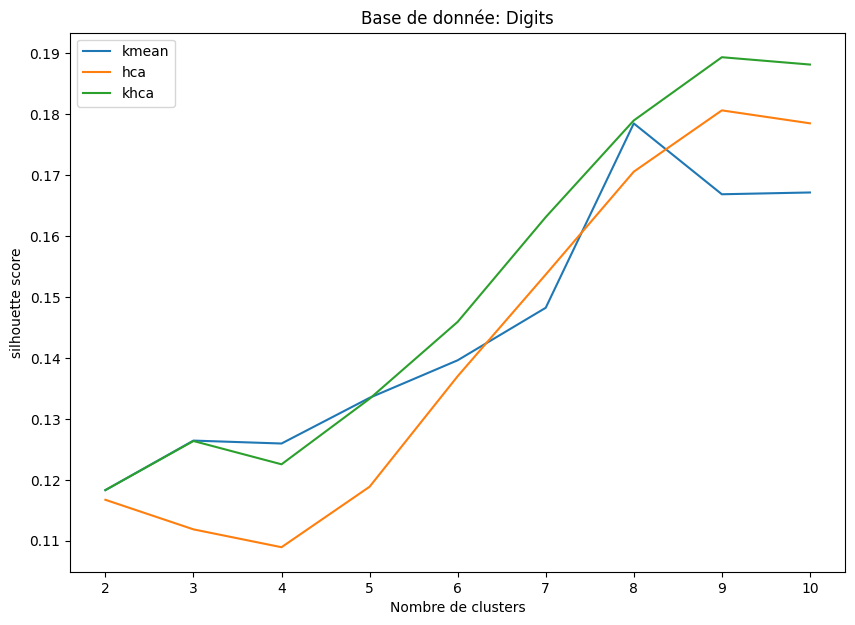 Base de donnée: Digits
kmean
hca
khca
silhouette score
0.19
0.18
0.17
0.16
0.15
0.14
0.13
0.12
0.11
2 3 4 5 6 7 8 9 10
Nombre de clusters